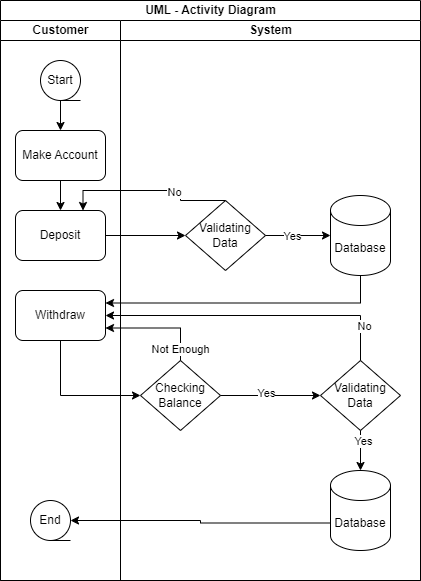 UML - Activity Diagram
Customer
System
Start
Make Account
No
Deposit
Validating
Data
Yes
Database
Withdraw
No
Not Enough
Checking
Balance
Yes
Validating
Data
Yes
End
Database